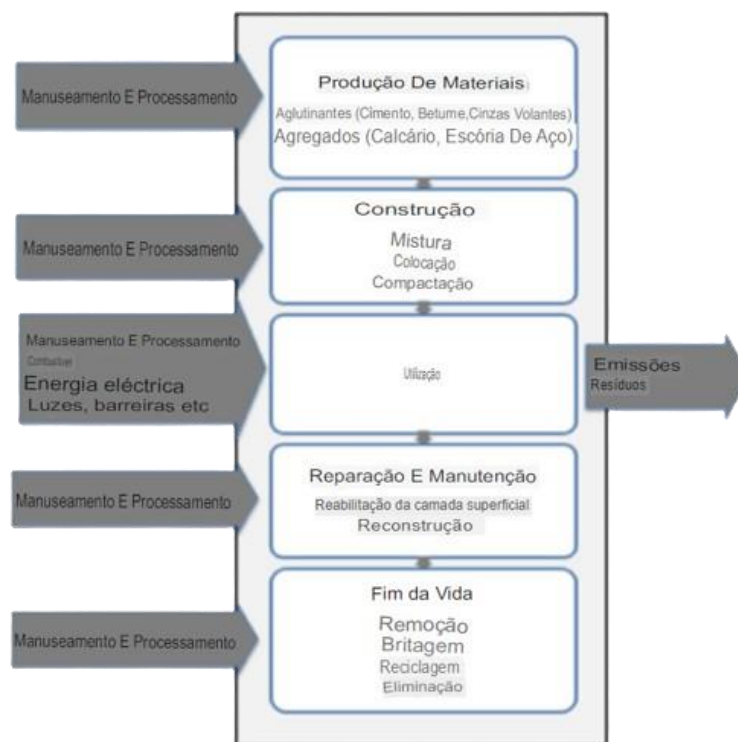 Manuseamento E Processamento
Produção De Materiais
Aglutinantes (Cimento, Betume,Cinzas Volantes)
Agregados (Calcário, Escória De Aço)
Manuseamento E Processamento
Construção
Mistura
Colocação
Compactação
Manuseamento E Processamento
Combustível
Energia eléctrica
Luzes, barreiras etc
Utilização
Emissões
Resíduos
Manuseamento E Processamento
Reparação E Manutenção
Reabilitação da camada superficial
Reconstrução
Manuseamento E Processamento
Fim da Vida
Remoção
Britagem
Reciclagem
Eliminação